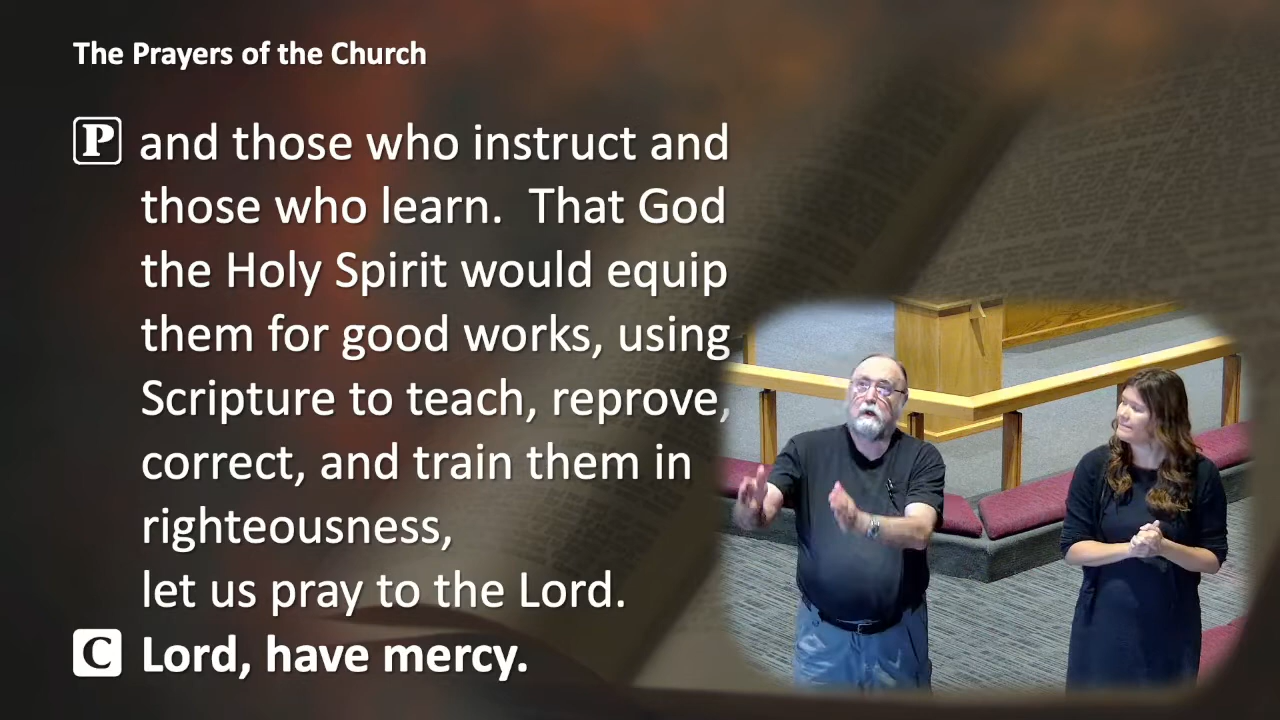 The Prayers of the Church
P and those who instruct and
those who learn. That God
the Holy Spirit would equip
them for good works, using
Scripture to teach, reprove,
correct, and train them in
righteousness,
let us pray to the Lord.
C Lord, have mercy.